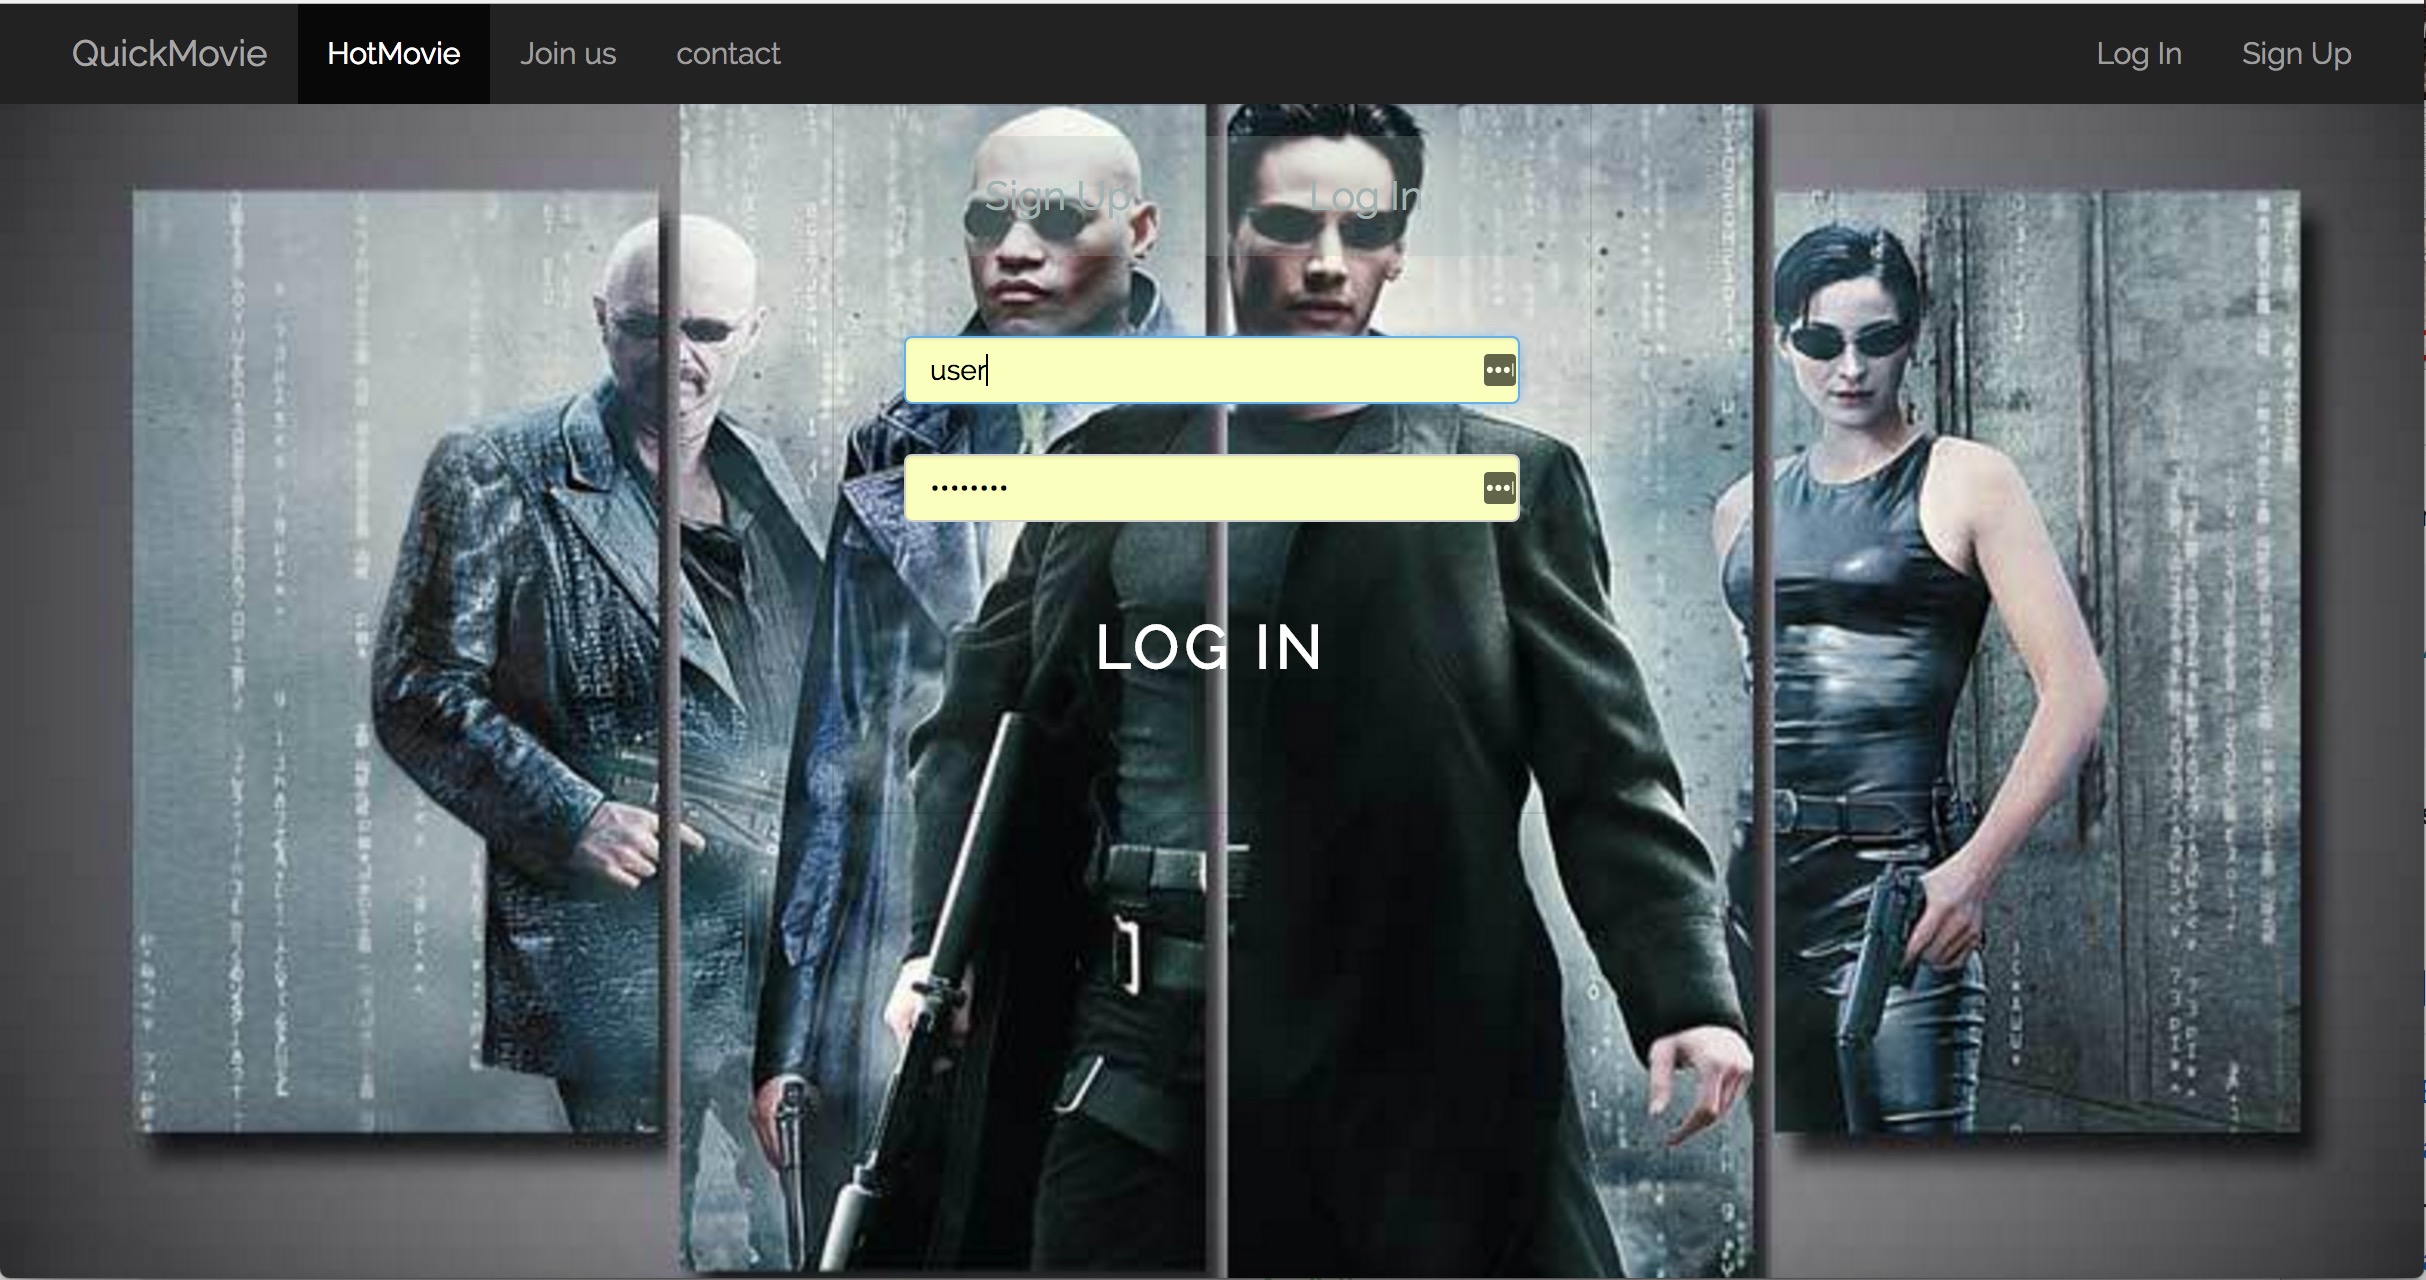 QuickMovie HotMovie Join us contact Log In Sign Up
Sign Up Log In
user
••••••••
LOG IN